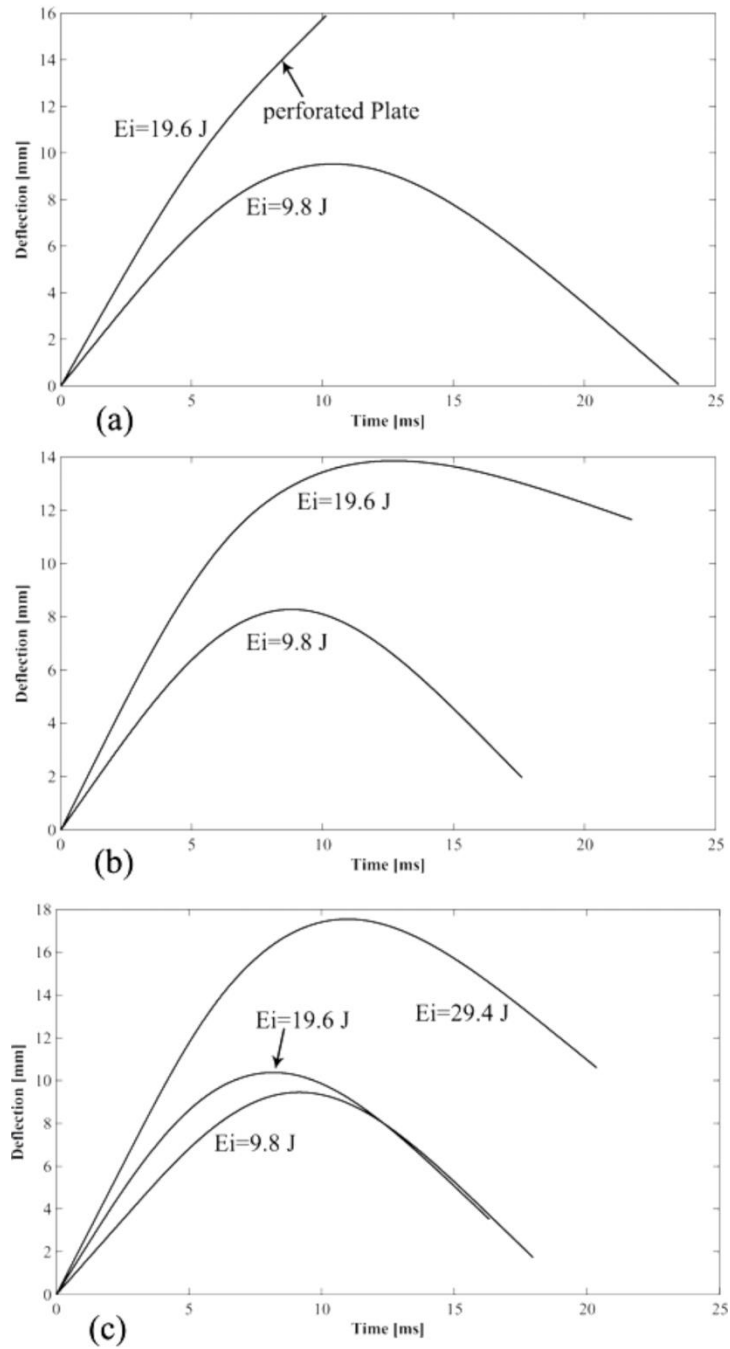 16
14
12
10
8
6
4
2
0
Deflection [mm]
Ei=19.6 J
perforated Plate
Ei=9.8 J
0 5 10 15 20 25
Time [ms]
(a)
14
12
10
8
6
4
2
0
Deflection [mm]
Ei=19.6 J
Ei=9.8 J
0 5 10 15 20 25
Time [ms]
(b)
18
16
14
12
10
8
6
4
2
0
Deflection [mm]
Ei=29.4 J
Ei=19.6 J
Ei=9.8 J
0 5 10 15 20 25
Time [ms]
(c)